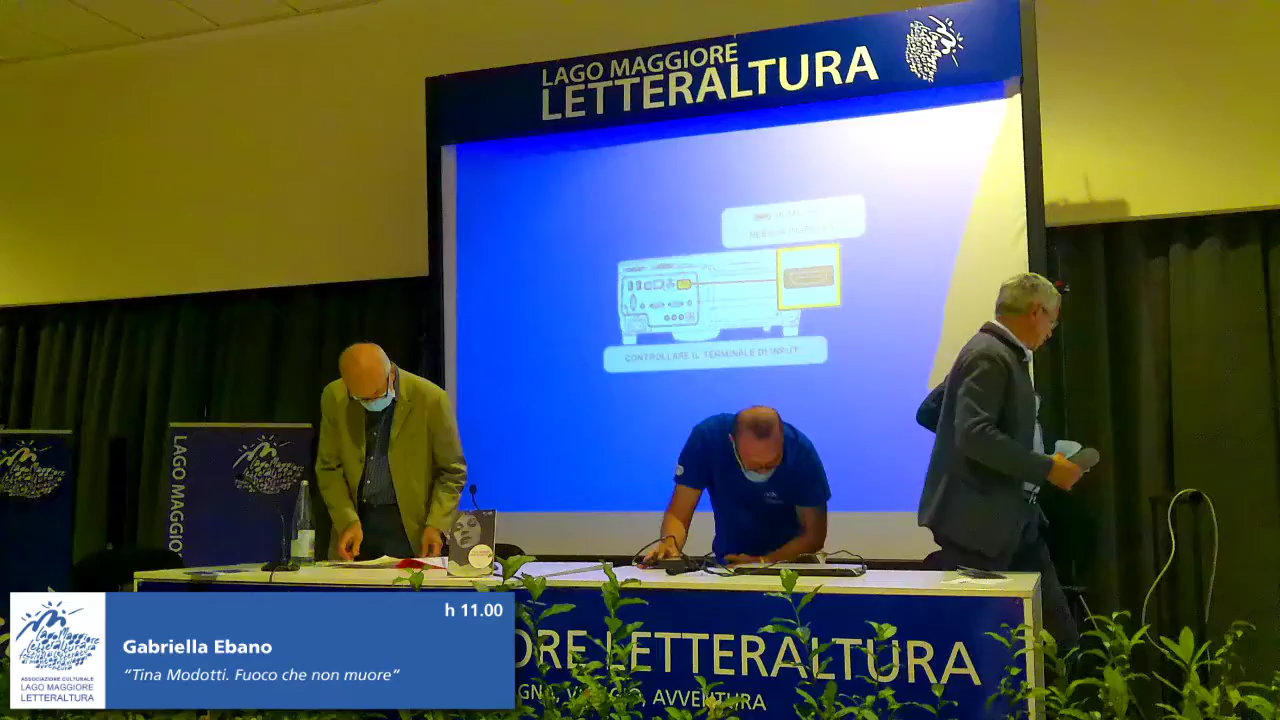 LAGO MAGGIORE
LETTERALTURA
CONTROLLARE IL TERMINALE DI INPUT
LAGO MAGGIO
h 11.00
Gabriella Ebano
“Tina Modotti. Fuoco che non muore”
ASSOCIAZIONE CULTURALE
LAGO MAGGIORE
LETTERALTURA
ORE LETTERALTURA
AVVENTURA